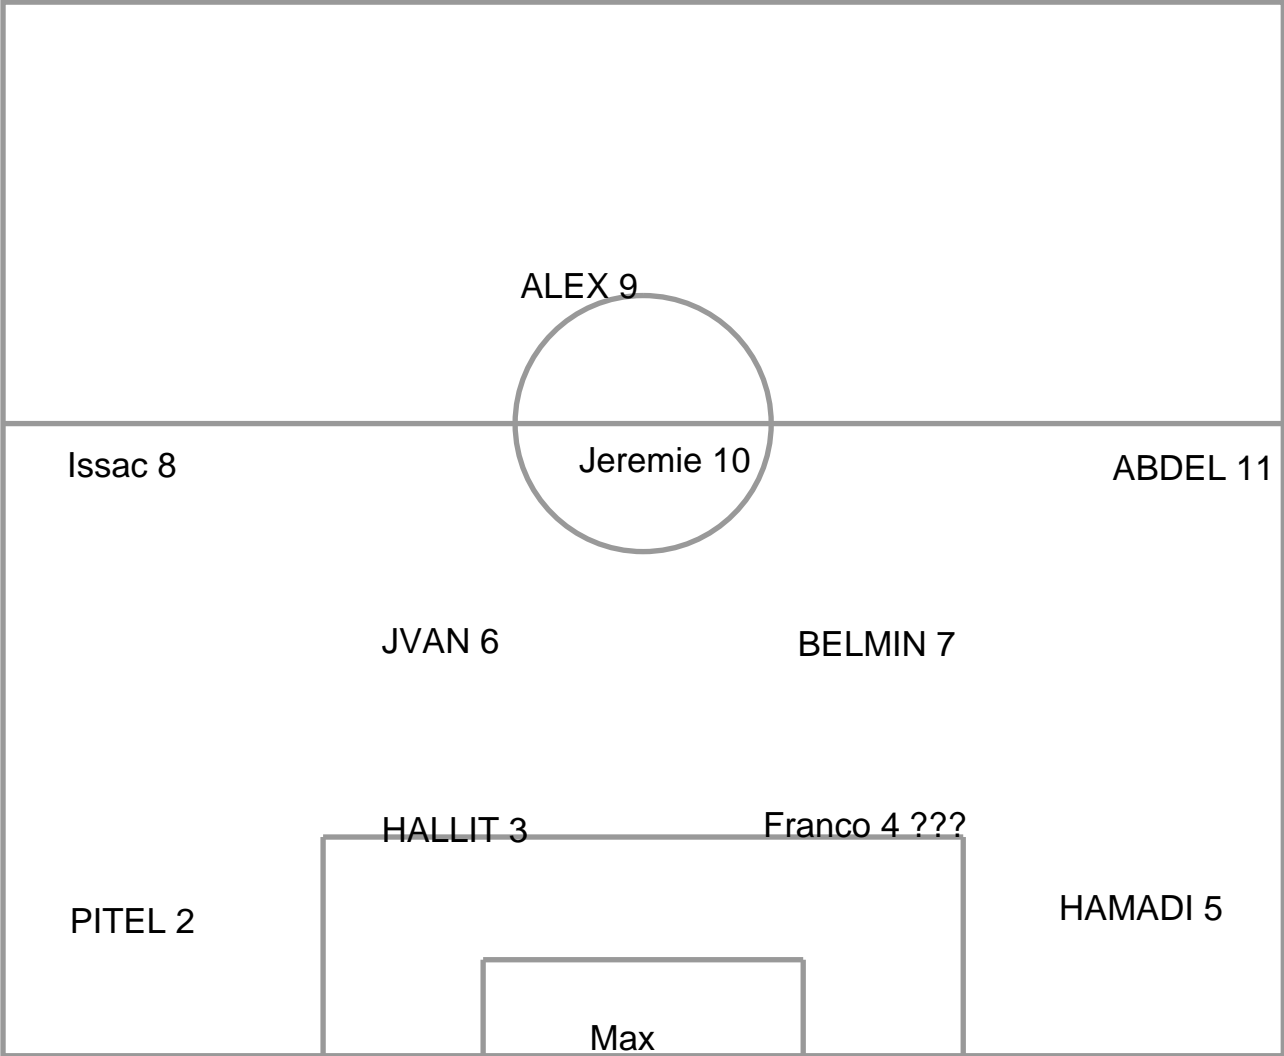 ALEX 9
Issac 8
Jeremie 10
ABDEL 11
JVAN 6
BELMIN 7
HALLIT 3
Franco 4 ???
PITEL 2
HAMADI 5
Max